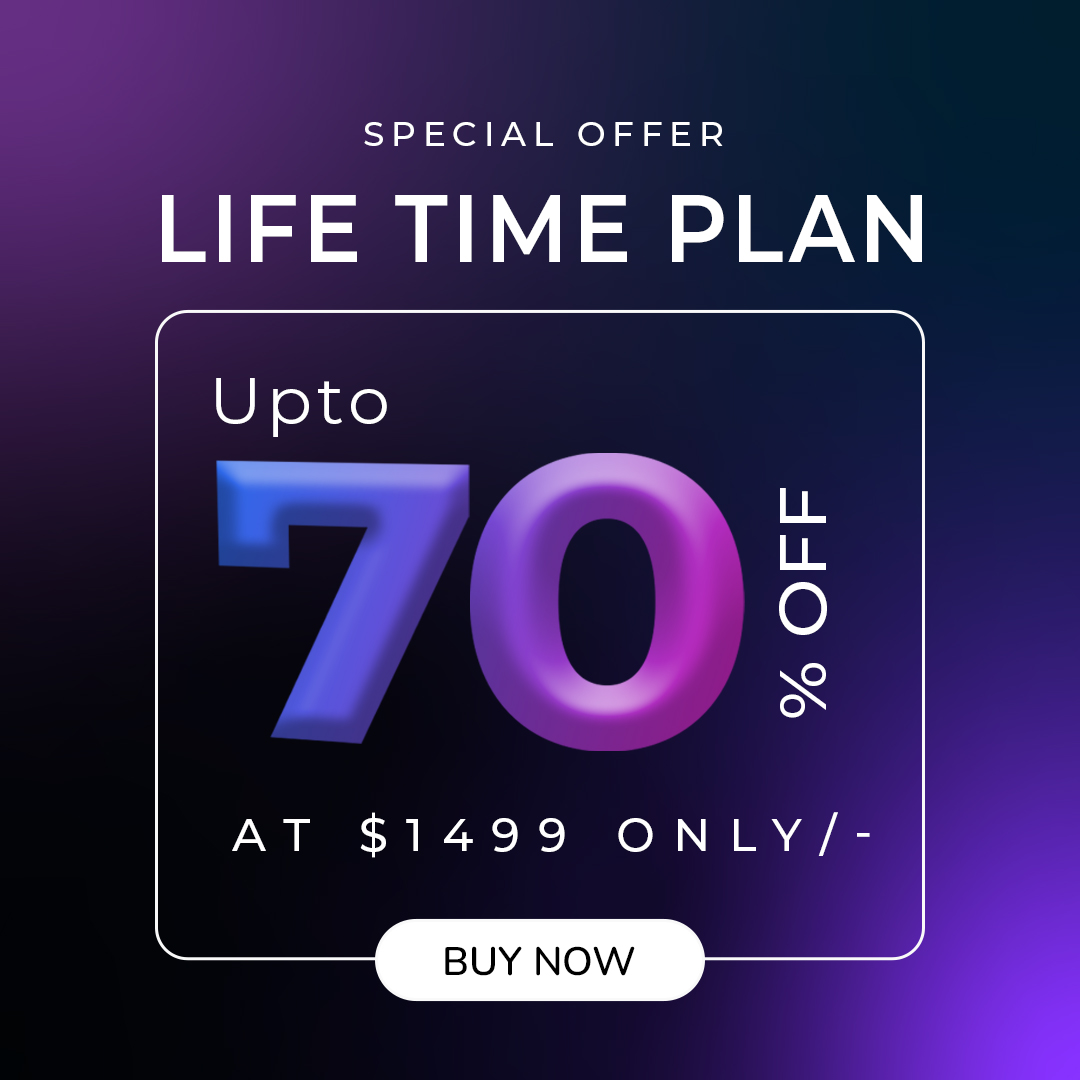 SPECIAL OFFER
LIFE TIME PLAN
Upto
70
% OFF
AT $1499 ONLY/-
BUY NOW